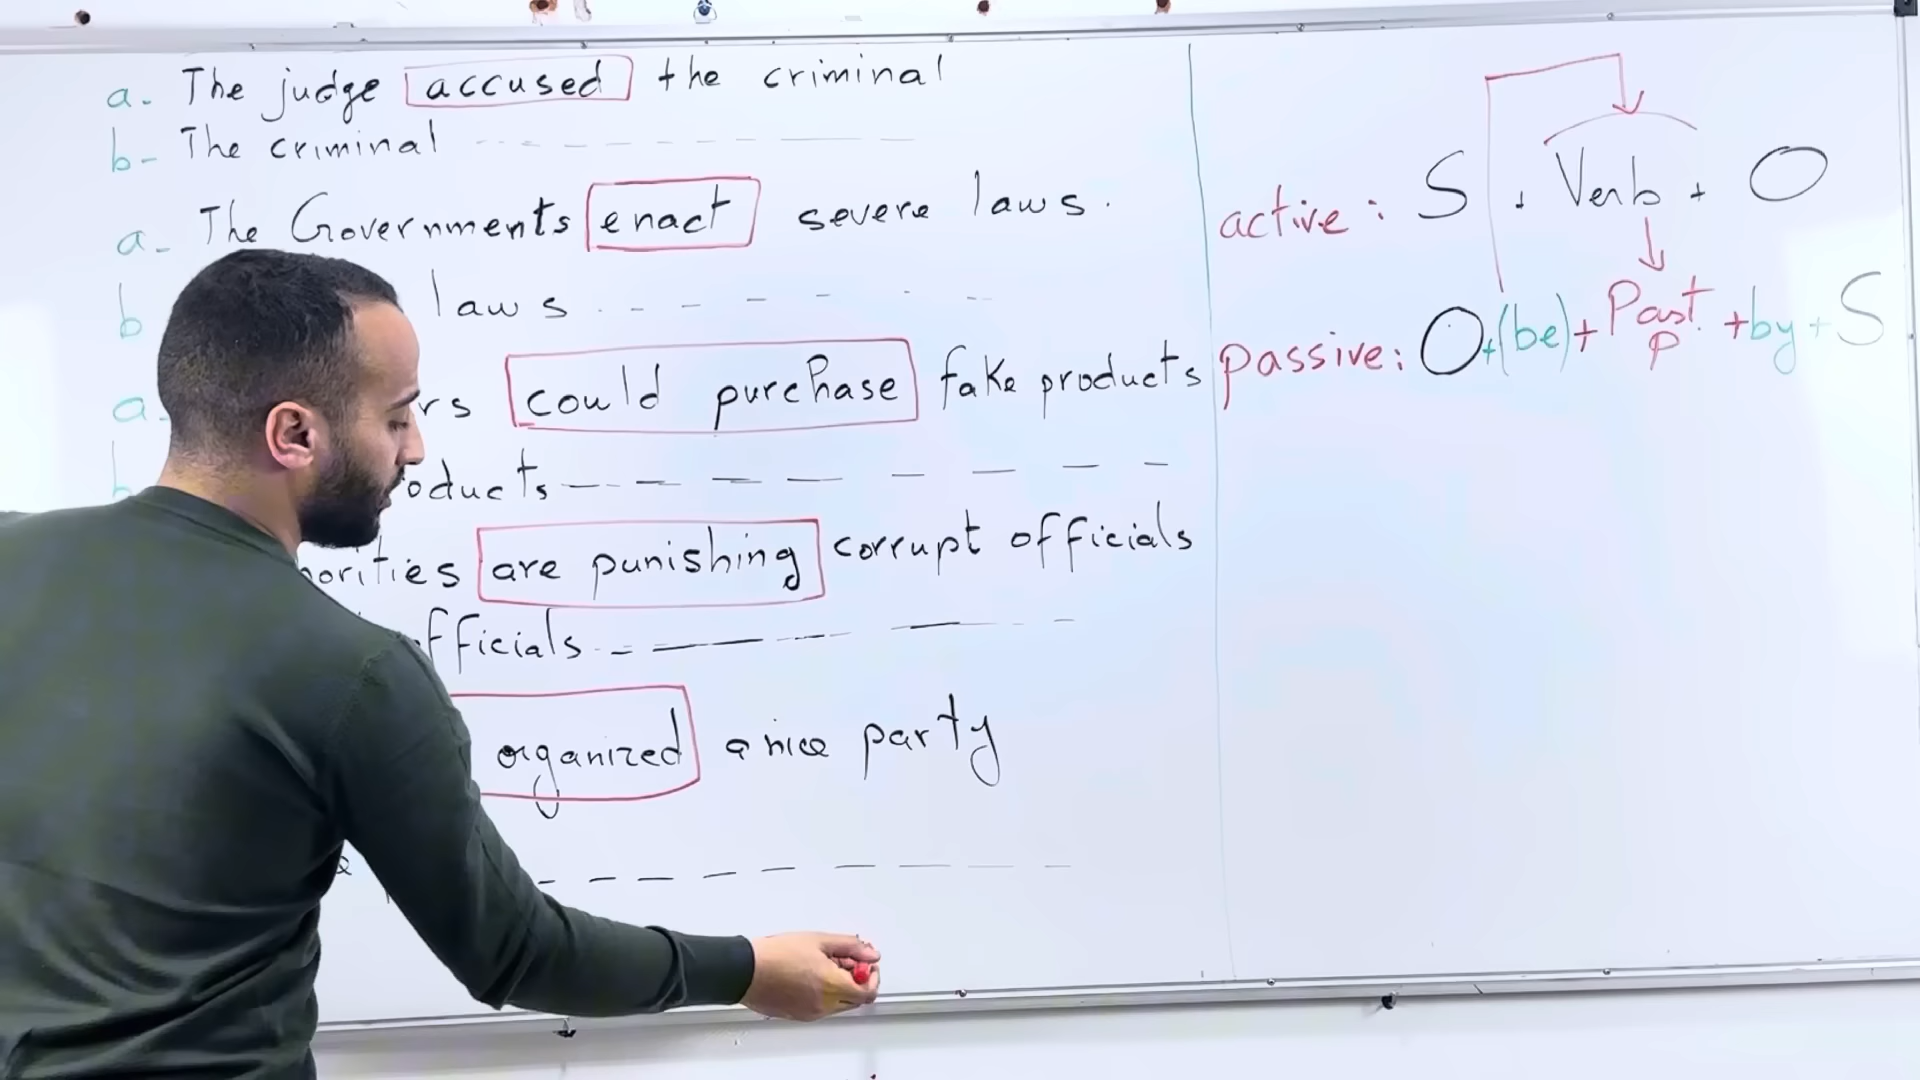 a. The judge accused the criminal
b- The criminal
a- The Governments enact severe laws.
b laws
a. rs could purchase fake products
b oducts
horities are punishing corrupt officials
fficials
organized a nice party
active: S + Verb + O
passive: O + (be) + Past P + by + S